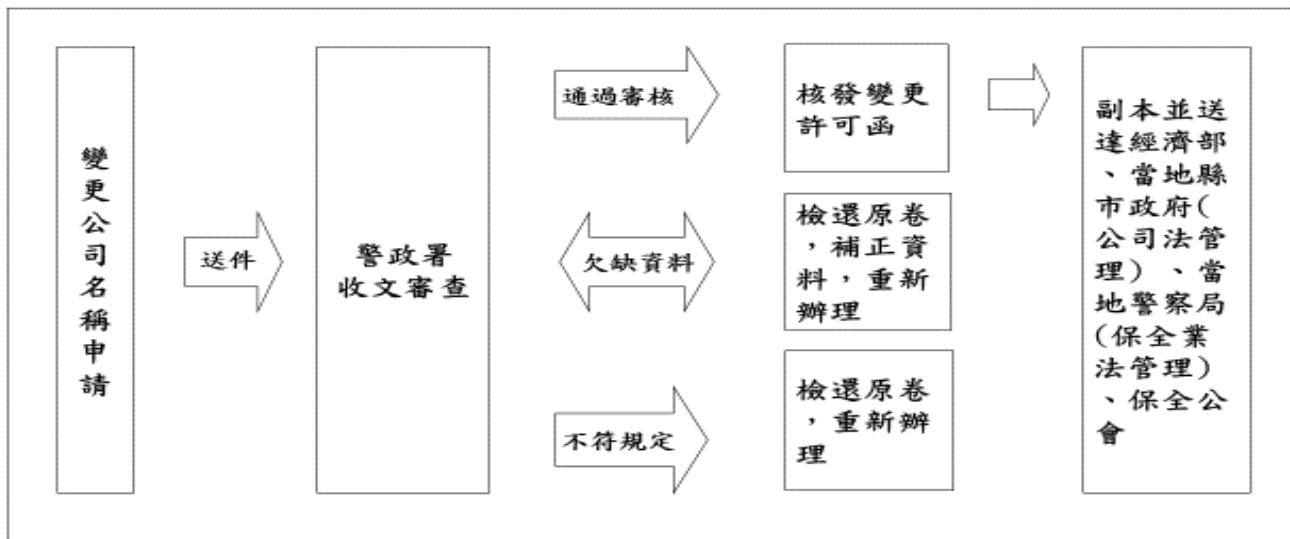 變更公司名稱申請
送件
警政署
收文審查
通過審核
核發變更
許可函
欠缺資料
檢還原卷
，補正資
料，重新
辦理
不符規定
檢還原卷
，重新辦
理
副本並送
達經濟部
、當地縣
市政府(
公司法管
理)、當
地警察局
(保全業
法管理)
、保全公
會